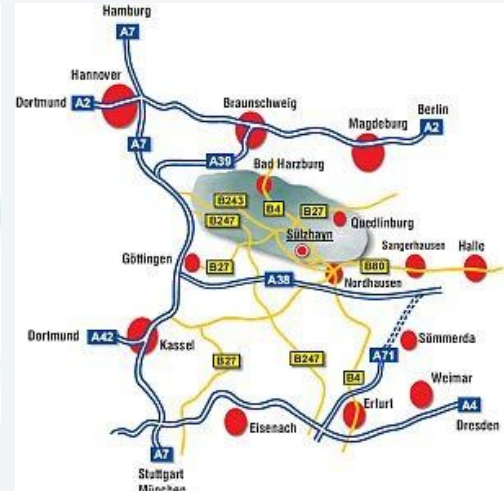 Hamburg
A7
Hannover
Dortmund A2
Braunschweig
Berlin
A2
Magdeburg
A7
A39
Bad Harzburg
B243
B4
B27
B247
Quedlinburg
Sülzhayn
Sangerhausen
Halle
Göttingen
B27
B80
A38
Nordhausen
Dortmund A42
Kassel
Sömmerda
A71
B27
B247
B4
Weimar
Erfurt
A4
Eisenach
Dresden
A7
Stuttgart
München